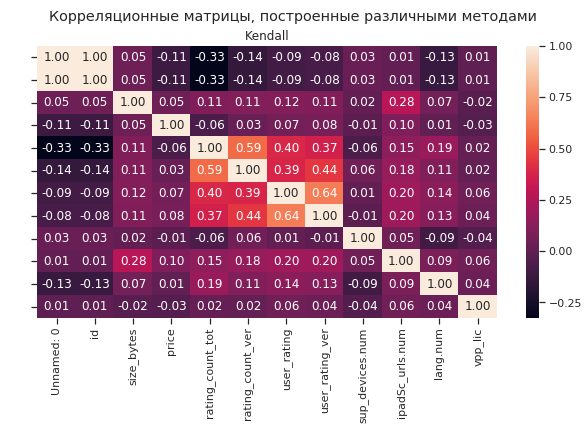 Корреляционные матрицы, построенные различными методами
Kendall
1.00 1.00 0.05 -0.11 -0.33 -0.14 -0.09 -0.08 0.03 0.01 -0.13 0.01
1.00 1.00 0.05 -0.11 -0.33 -0.14 -0.09 -0.08 0.03 0.01 -0.13 0.01
0.05 0.05 1.00 0.05 0.11 0.11 0.12 0.11 0.02 0.28 0.07 -0.02
-0.11 -0.11 0.05 1.00 -0.06 0.03 0.07 0.08 -0.01 0.10 0.01 -0.03
-0.33 -0.33 0.11 -0.06 1.00 0.59 0.40 0.37 -0.06 0.15 0.19 0.02
-0.14 -0.14 0.11 0.03 0.59 1.00 0.39 0.44 0.06 0.18 0.11 0.02
-0.09 -0.09 0.12 0.07 0.40 0.39 1.00 0.64 0.01 0.20 0.14 0.06
-0.08 -0.08 0.11 0.08 0.37 0.44 0.64 1.00 -0.01 0.20 0.13 0.04
0.03 0.03 0.02 -0.01 -0.06 0.06 0.01 -0.01 1.00 0.05 -0.09 -0.04
0.01 0.01 0.28 0.10 0.15 0.18 0.20 0.20 0.05 1.00 0.09 0.06
-0.13 -0.13 0.07 0.01 0.19 0.11 0.14 0.13 -0.09 0.09 1.00 0.04
0.01 0.01 -0.02 -0.03 0.02 0.02 0.06 0.04 -0.04 0.06 0.04 1.00
Unnamed: 0
id
size_bytes
price
rating_count_tot
rating_count_ver
user_rating
user_rating_ver
sup_devices.num
ipadSc_urls.num
lang.num
vpp_lic
1.00
0.75
0.50
0.25
0.00
-0.25